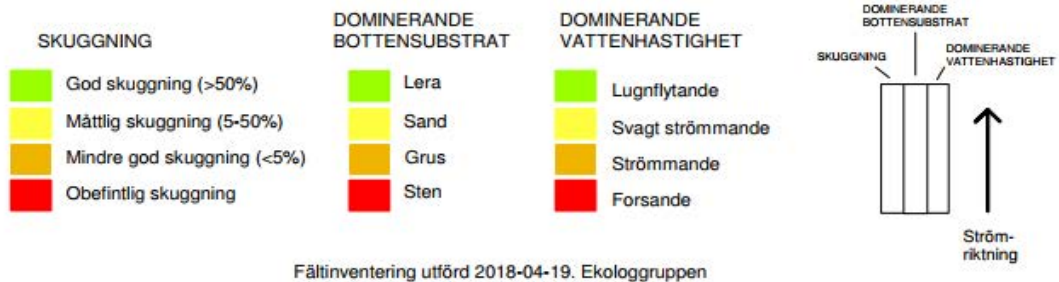 SKUGGNING
God skuggning (>50%)
Måttlig skuggning (5-50%)
Mindre god skuggning (<5%)
Obefintlig skuggning
DOMINERANDE
BOTTENSUBSTRAT
Lera
Sand
Grus
Sten
DOMINERANDE
VATTENHASTIGHET
Lugnflytande
Svagt strömmande
Strömmande
Forsande
DOMINERANDE
BOTTENSUBSTRAT
SKUGGNING
DOMINERANDE
VATTENHASTIGHET
Ström-
riktning
Fältinventering utförd 2018-04-19. Ekologgruppen